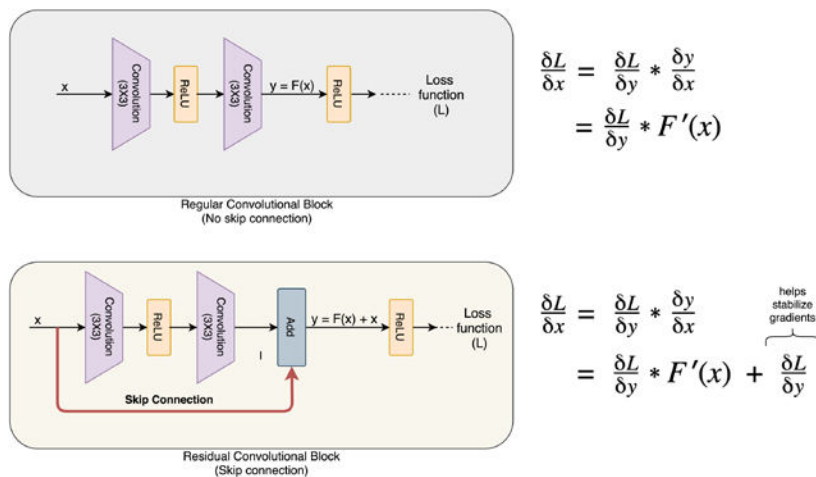 x
Convolution
(3X3)
ReLU
Convolution
(3X3)
y = F(x)
ReLU
Loss
function
(L)
Regular Convolutional Block
(No skip connection)
δL/δx = δL/δy * δy/δx
= δL/δy * F′(x)
x
Convolution
(3X3)
ReLU
Convolution
(3X3)
I
Add
y = F(x) + x
ReLU
Loss
function
(L)
Skip Connection
Residual Convolutional Block
(Skip connection)
helps
stabilize
gradients
δL/δx = δL/δy * δy/δx
= δL/δy * F′(x) + δL/δy